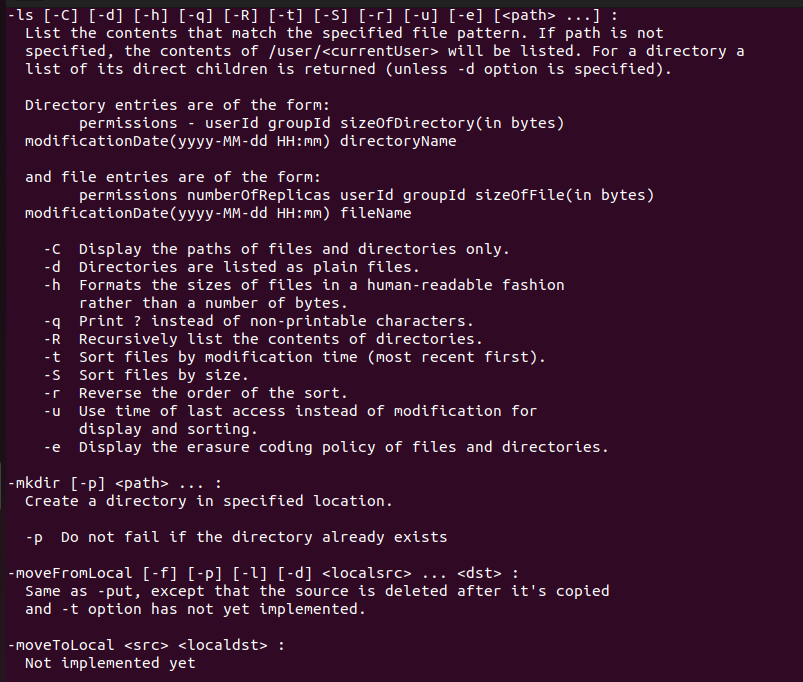 -ls [-C] [-d] [-h] [-q] [-R] [-t] [-S] [-r] [-u] [-e] [<path> ...] :
  List the contents that match the specified file pattern. If path is not
  specified, the contents of /user/<currentUser> will be listed. For a directory a
  list of its direct children is returned (unless -d option is specified).

  Directory entries are of the form:
        permissions - userId groupId sizeOfDirectory(in bytes)
  modificationDate(yyyy-MM-dd HH:mm) directoryName

  and file entries are of the form:
        permissions numberOfReplicas userId groupId sizeOfFile(in bytes)
  modificationDate(yyyy-MM-dd HH:mm) fileName

    -C  Display the paths of files and directories only.
    -d  Directories are listed as plain files.
    -h  Formats the sizes of files in a human-readable fashion
        rather than a number of bytes.
    -q  Print ? instead of non-printable characters.
    -R  Recursively list the contents of directories.
    -t  Sort files by modification time (most recent first).
    -S  Sort files by size.
    -r  Reverse the order of the sort.
    -u  Use time of last access instead of modification for
        display and sorting.
    -e  Display the erasure coding policy of files and directories.

-mkdir [-p] <path> ... :
  Create a directory in specified location.

  -p  Do not fail if the directory already exists

-moveFromLocal [-f] [-p] [-l] [-d] <localsrc> ... <dst> :
  Same as -put, except that the source is deleted after it's copied
  and -t option has not yet implemented.

-moveToLocal <src> <localdst> :
  Not implemented yet